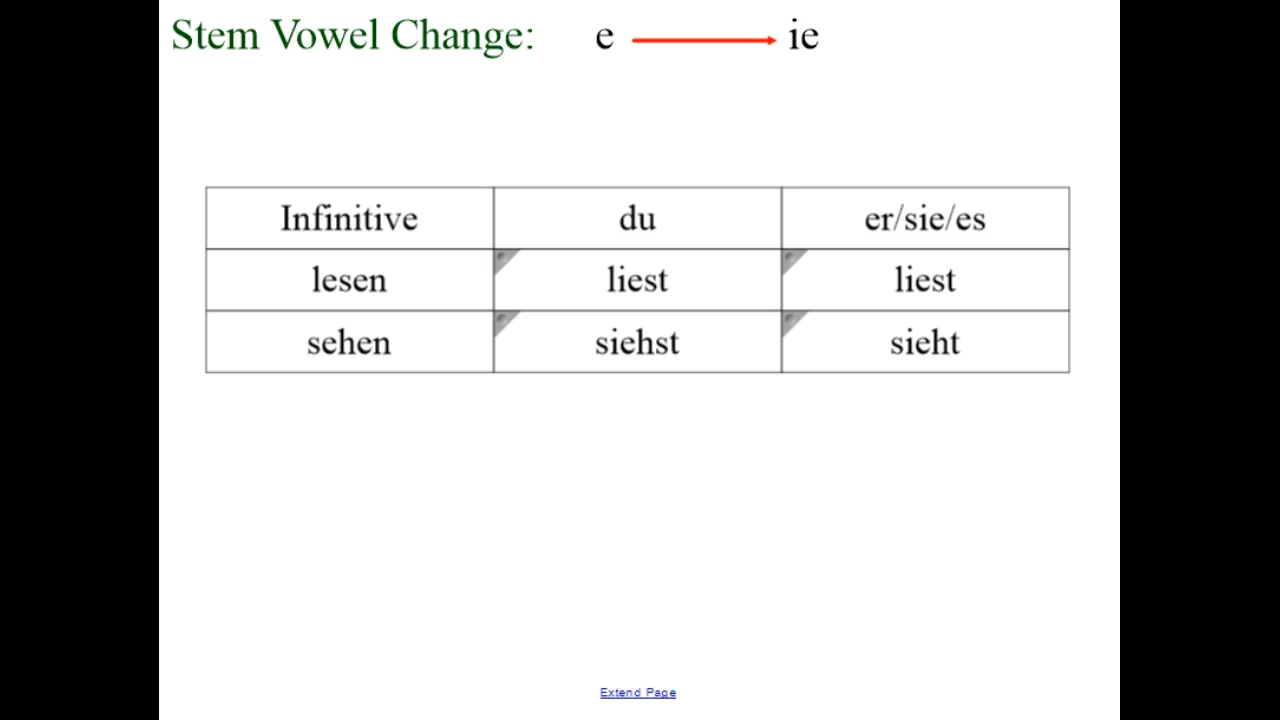 Stem Vowel Change: e ie
Infinitive du er/sie/es
lesen liest liest
sehen siehst sieht
Extend Page